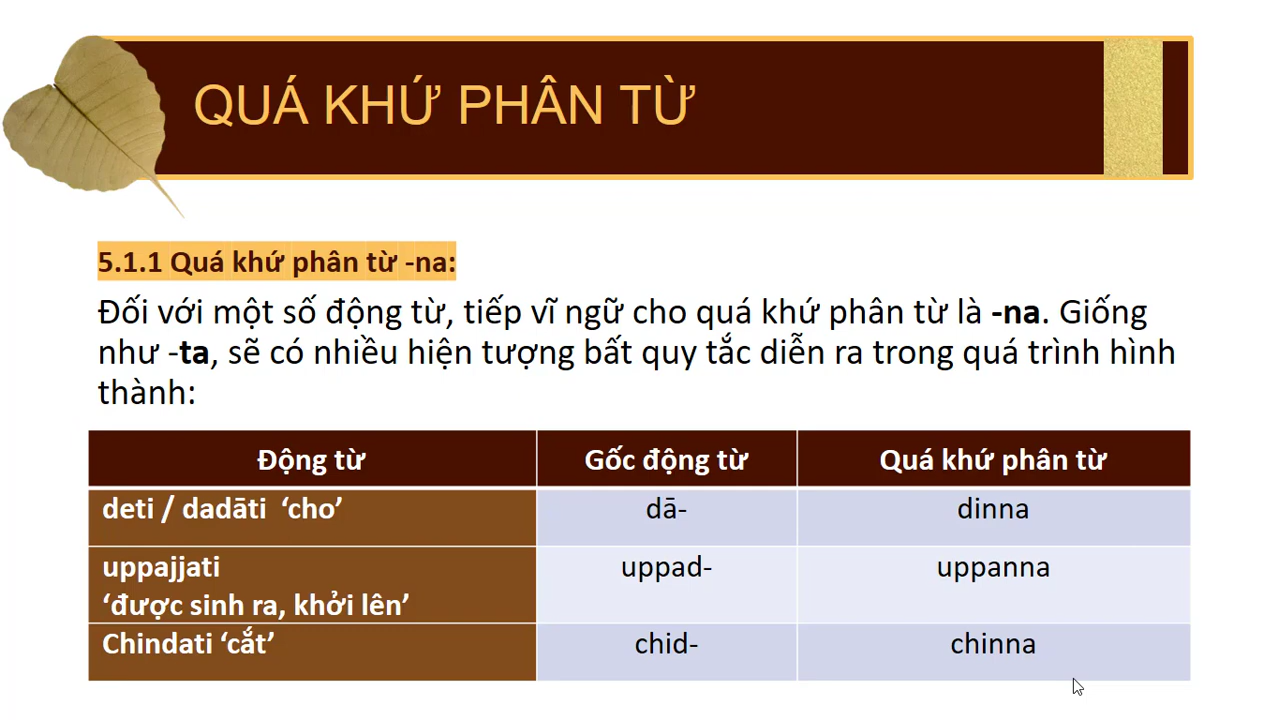 QUÁ KHỨ PHÂN TỪ
5.1.1 Quá khứ phân từ -na:
Đối với một số động từ, tiếp vĩ ngữ cho quá khứ phân từ là -na. Giống
như -ta, sẽ có nhiều hiện tượng bất quy tắc diễn ra trong quá trình hình
thành:
Động từ Gốc động từ Quá khứ phân từ
deti / dadāti ‘cho’ dā- dinna
uppajjati uppad- uppanna
‘được sinh ra, khởi lên’
Chindati ‘cắt’ chid- chinna